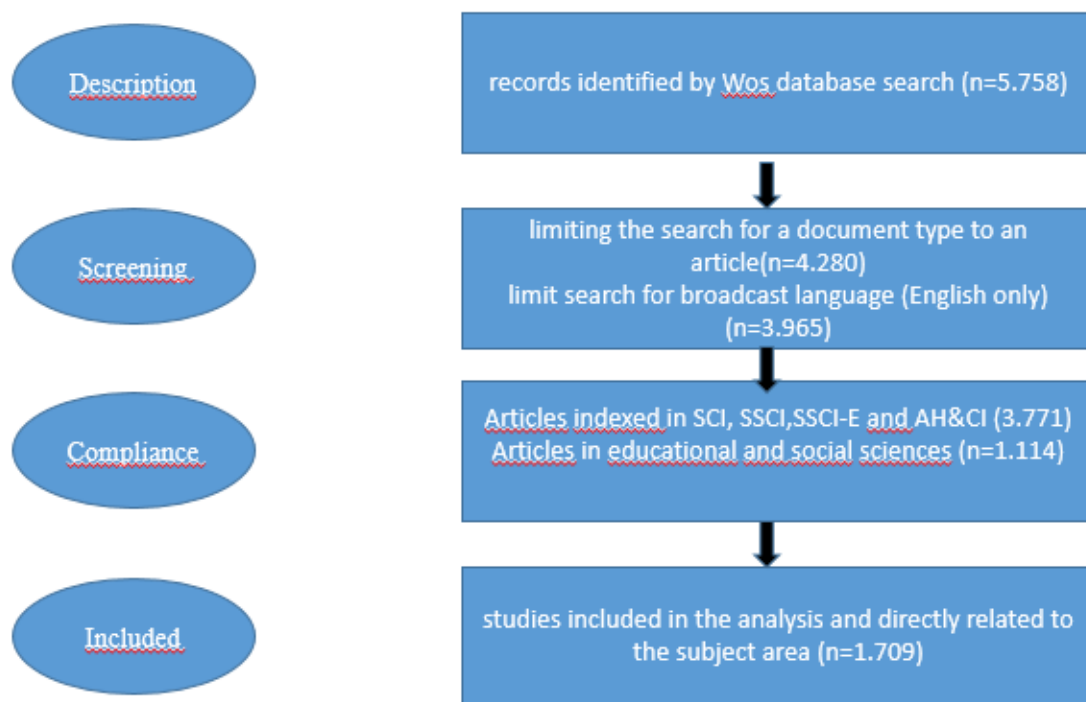 Description
records identified by Wos database search (n=5.758)
Screening
limiting the search for a document type to an
article(n=4.280)
limit search for broadcast language (English only)
(n=3.965)
Compliance
Articles indexed in SCI, SSCI,SSCI-E and AH&CI (3.771)
Articles in educational and social sciences (n=1.114)
Included
studies included in the analysis and directly related to
the subject area (n=1.709)